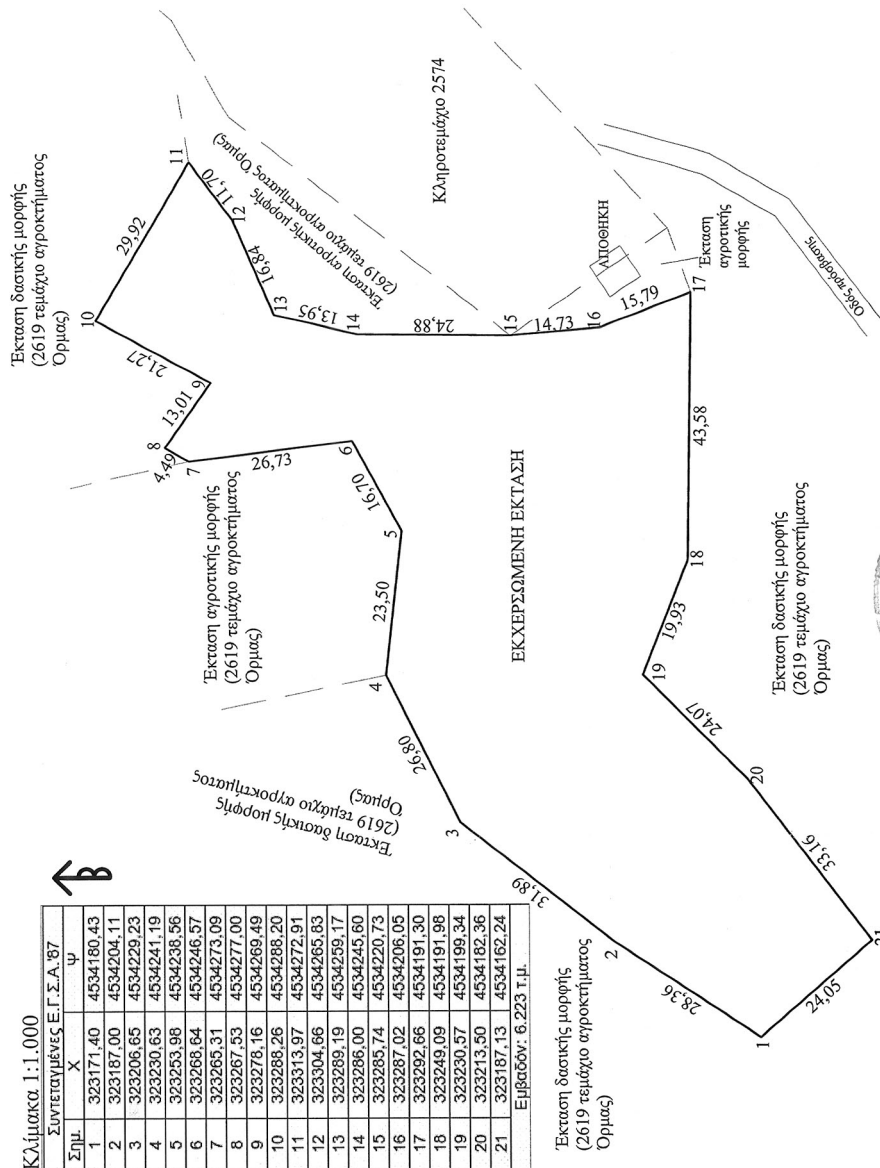 Κλίμακα 1:1.000
Συντεταγμένες Ε.Γ.Σ.Α.'87
Σημ. Χ Ψ
1 323171,40 4534180,43
2 323187,00 4534204,11
3 323206,65 4534229,23
4 323230,63 4534241,19
5 323253,98 4534238,56
6 323268,64 4534246,57
7 323265,31 4534273,09
8 323267,53 4534277,00
9 323278,16 4534269,49
10 323288,26 4534288,20
11 323313,97 4534272,91
12 323304,66 4534265,83
13 323289,19 4534259,17
14 323286,00 4534245,60
15 323285,74 4534220,73
16 323287,02 4534206,05
17 323292,66 4534191,30
18 323249,09 4534191,98
19 323230,57 4534199,34
20 323213,50 4534182,36
21 323187,13 4534162,24
Εμβαδόν: 6.223 τ.μ.
Β
Έκταση δασικής μορφής
(2619 τεμάχιο αγροκτήματος
Όρμας)
10
29,92
11
21,27
11,70
12
16,84
13
13,95
14
24,88
15
14,73
16
15,79
17
9
13,01
8
4,49
7
26,73
6
16,70
5
23,50
4
26,80
3
31,89
2
28,36
1
24,05
21
33,16
20
24,07
19
19,93
18
43,58
Έκταση αγροτικής μορφής
(2619 τεμάχιο αγροκτήματος Όρμας)
Κληροτεμάχιο 2574
ΑΠΟΘΗΚΗ
Έκταση
αγροτικής
μορφής
Οδός πρόσβασης
Έκταση αγροτικής μορφής
(2619 τεμάχιο αγροκτήματος
Όρμας)
Έκταση δασικής μορφής
(2619 τεμάχιο αγροκτήματος
Όρμας)
ΕΚΧΕΡΣΩΜΕΝΗ ΕΚΤΑΣΗ
Έκταση δασικής μορφής
(2619 τεμάχιο αγροκτήματος
Όρμας)
Έκταση δασικής μορφής
(2619 τεμάχιο αγροκτήματος
Όρμας)